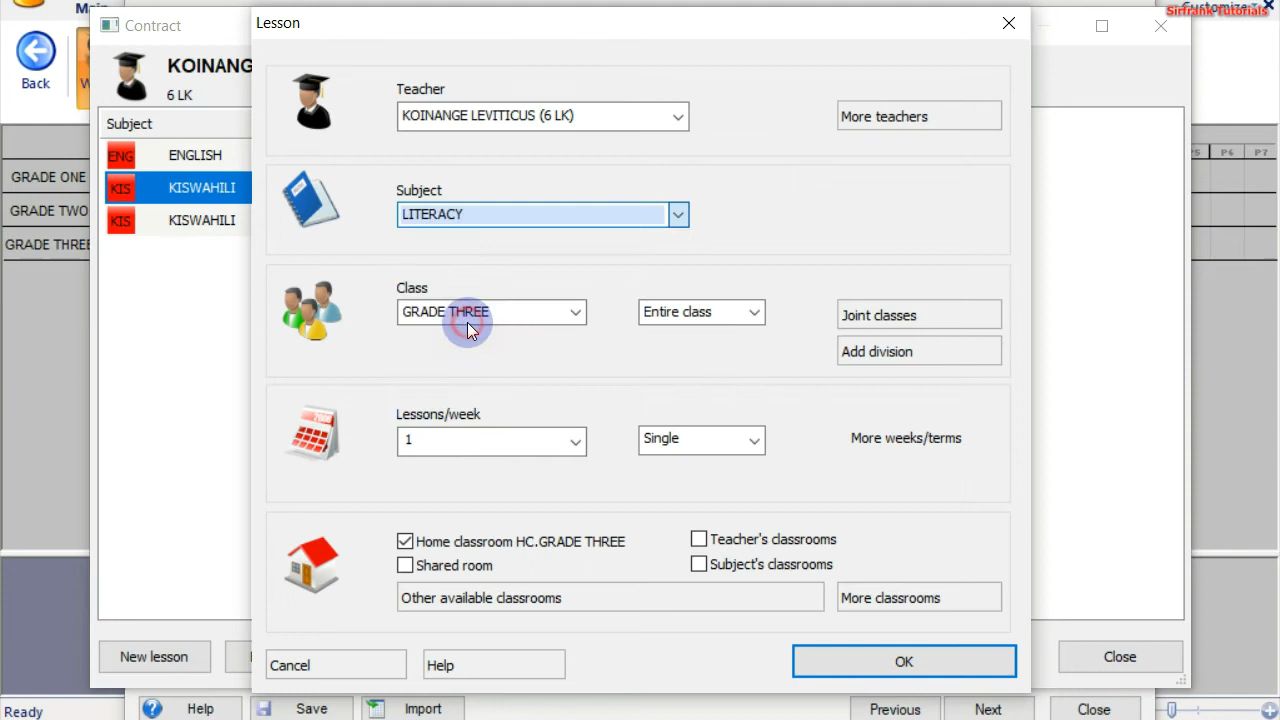 Main
Customize
Sirfrank Tutorials
Contract
Lesson
Back
KOINANGE
6 LK
Subject
ENG ENGLISH
KIS KISWAHILI
KIS KISWAHILI
GRADE ONE
GRADE TWO
GRADE THREE
P6 P7
Teacher
KOINANGE LEVITICUS (6 LK)
More teachers
Subject
LITERACY
Class
GRADE THREE
Entire class
Joint classes
Add division
Lessons/week
1
Single
More weeks/terms
Home classroom HC.GRADE THREE
Teacher's classrooms
Shared room
Subject's classrooms
Other available classrooms
More classrooms
New lesson
Cancel
Help
OK
Close
Ready
Help
Save
Import
Previous
Next
Close